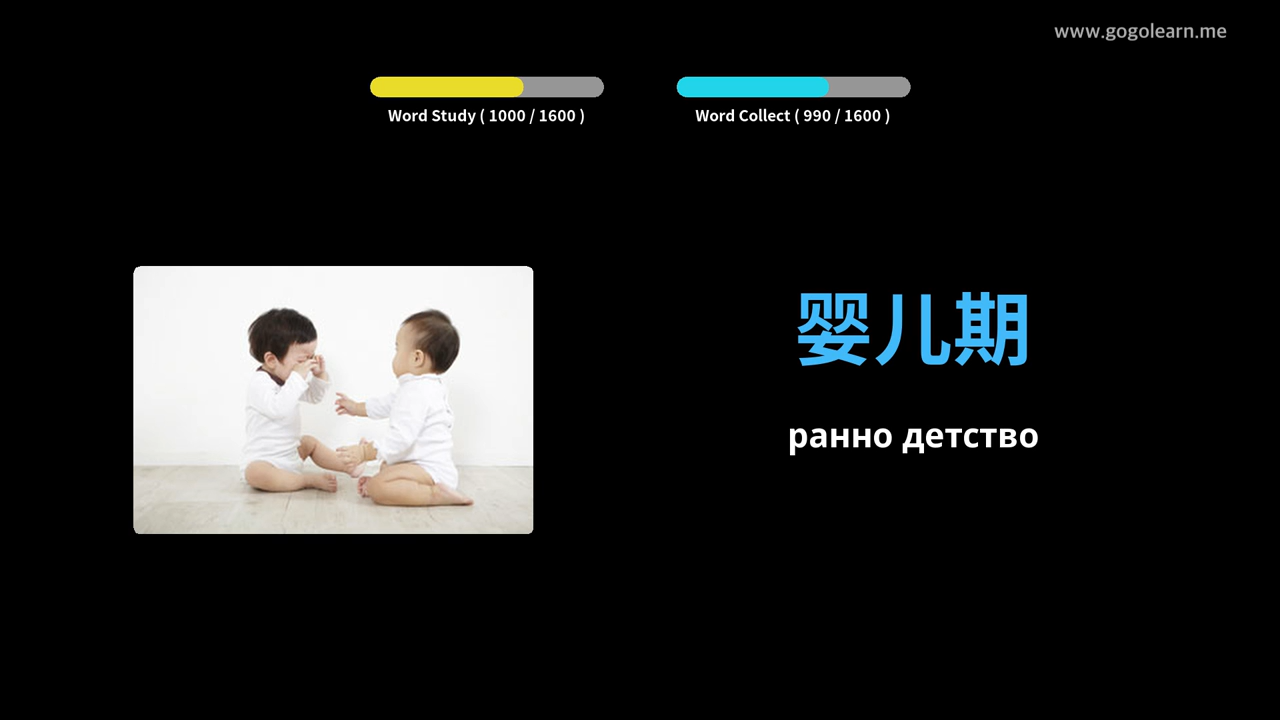 www.gogolearn.me
Word Study ( 1000 / 1600 )
Word Collect ( 990 / 1600 )
婴儿期
ранно детство